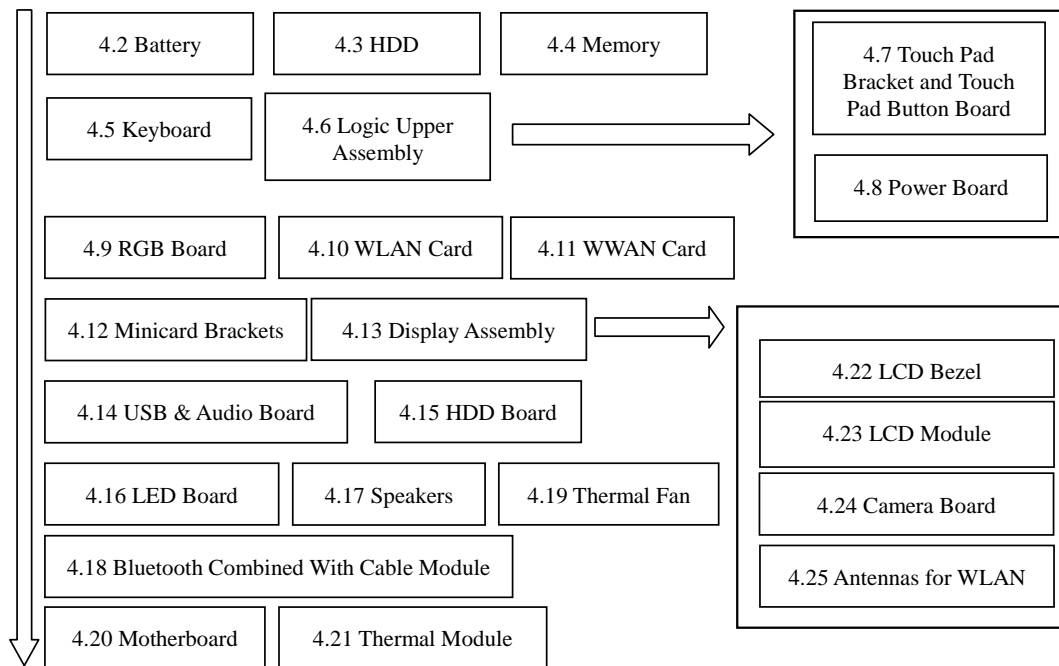 4.2 Battery
4.3 HDD
4.4 Memory
4.5 Keyboard
4.6 Logic Upper
Assembly
4.7 Touch Pad
Bracket and Touch
Pad Button Board
4.8 Power Board
4.9 RGB Board
4.10 WLAN Card
4.11 WWAN Card
4.12 Minicard Brackets
4.13 Display Assembly
4.14 USB & Audio Board
4.15 HDD Board
4.16 LED Board
4.17 Speakers
4.19 Thermal Fan
4.18 Bluetooth Combined With Cable Module
4.20 Motherboard
4.21 Thermal Module
4.22 LCD Bezel
4.23 LCD Module
4.24 Camera Board
4.25 Antennas for WLAN